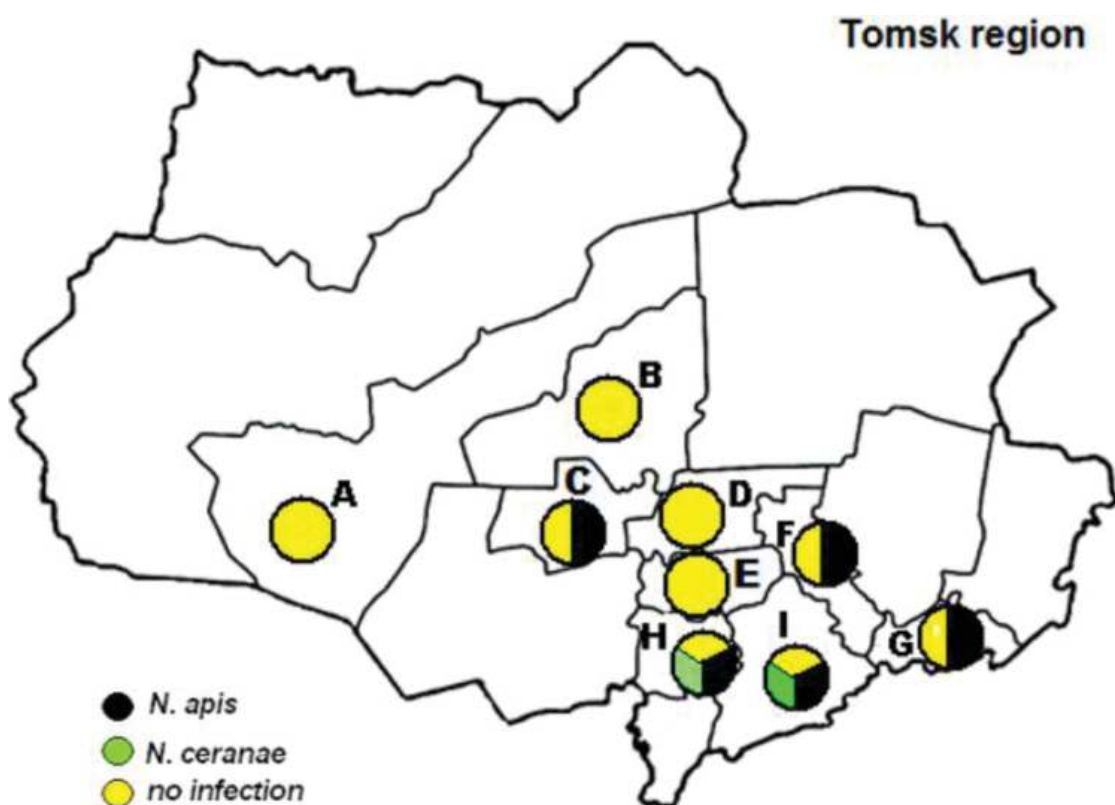 Tomsk region
B
A
C
D
F
E
H
I
G
N. apis
N. ceranae
no infection